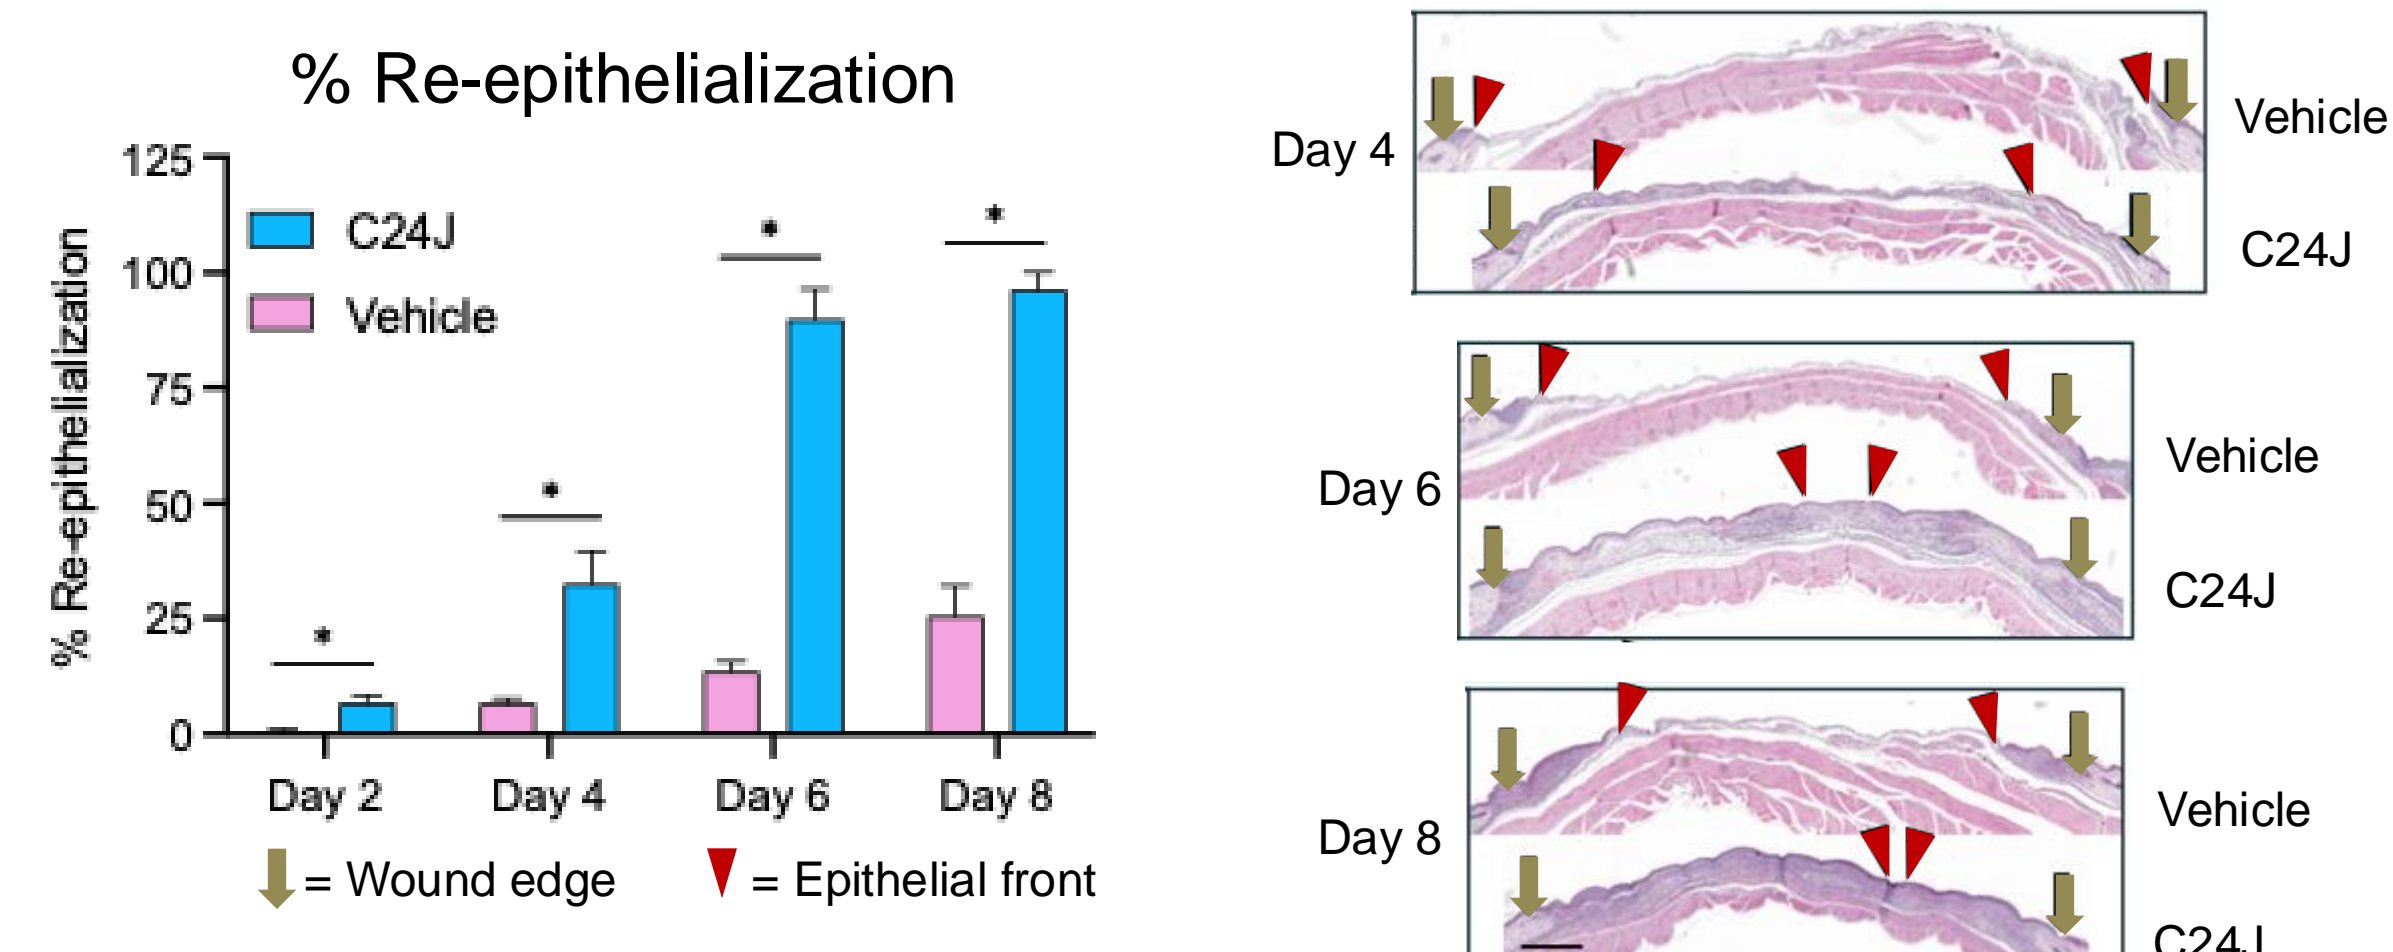 % Re-epithelialization
% Re-epithelialization
125
100
75
50
25
0
C24J
Vehicle
*
*
*
*
Day 2
Day 4
Day 6
Day 8
= Wound edge
= Epithelial front
Day 4
Vehicle
C24J
Day 6
Vehicle
C24J
Day 8
Vehicle
C24J